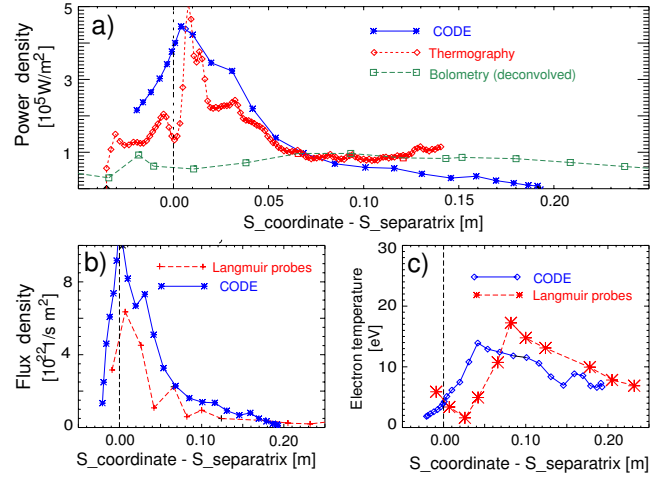 a)
5
3
1
Power density
[10⁵W/m²]
CODE
Thermography
Bolometry (deconvolved)
0.00 0.05 0.10 0.15 0.20
S_coordinate - S_separatrix [m]
b)
10
8
4
0
Flux density
[10²²1/s m²]
Langmuir probes
CODE
0.00 0.10 0.20
S_coordinate - S_separatrix [m]
c)
30
20
10
0
Electron temperature
[eV]
CODE
Langmuir probes
0.00 0.10 0.20
S_coordinate - S_separatrix [m]